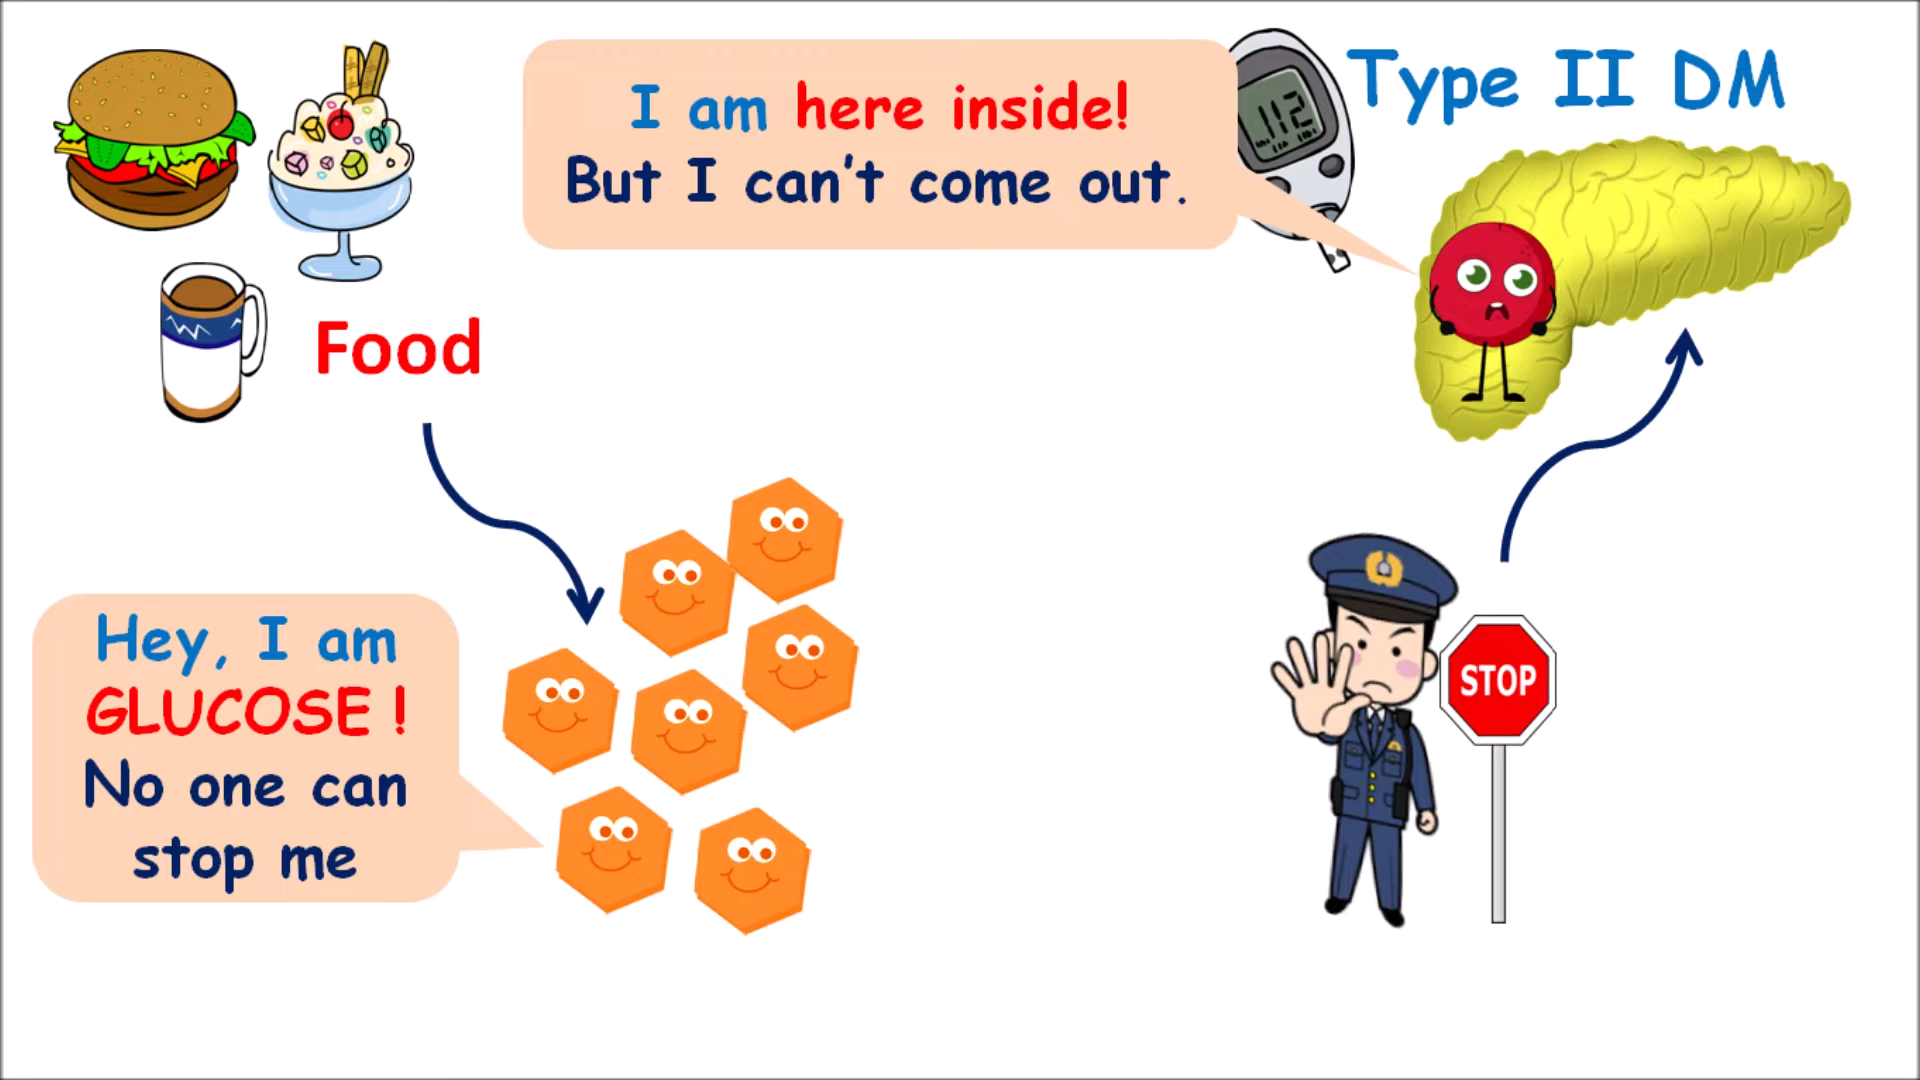 I am here inside!
But I can't come out.
112
Type II DM
Food
Hey, I am
GLUCOSE !
No one can
stop me
STOP